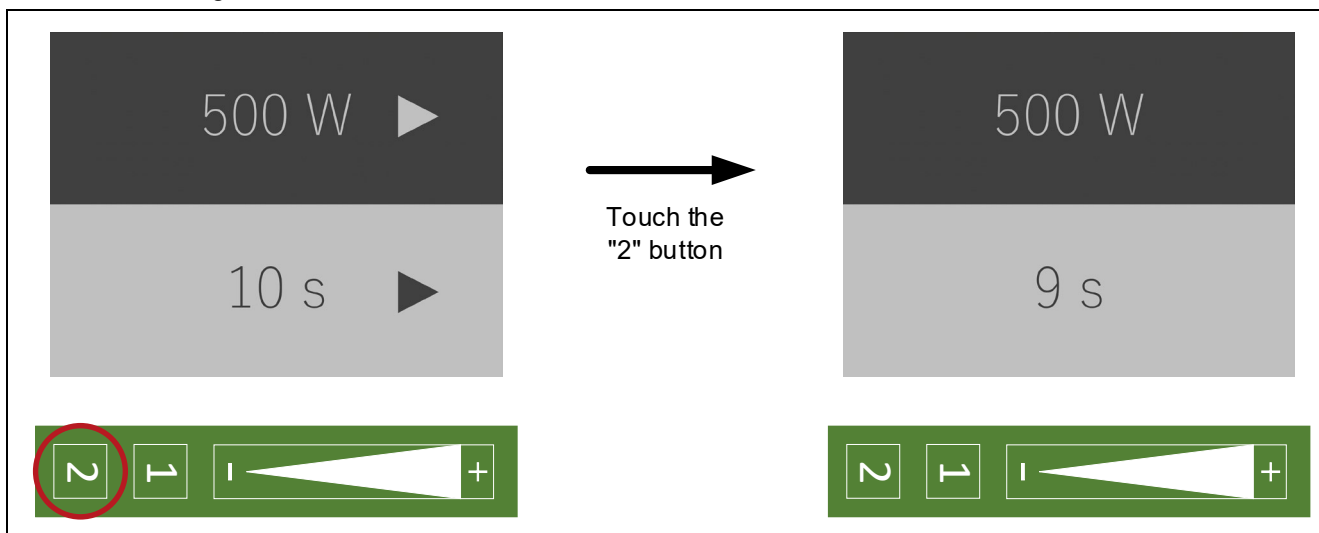 500 W ▶
10 s ▶
2 1 - +
Touch the
"2" button
500 W
9 s
2 1 - +